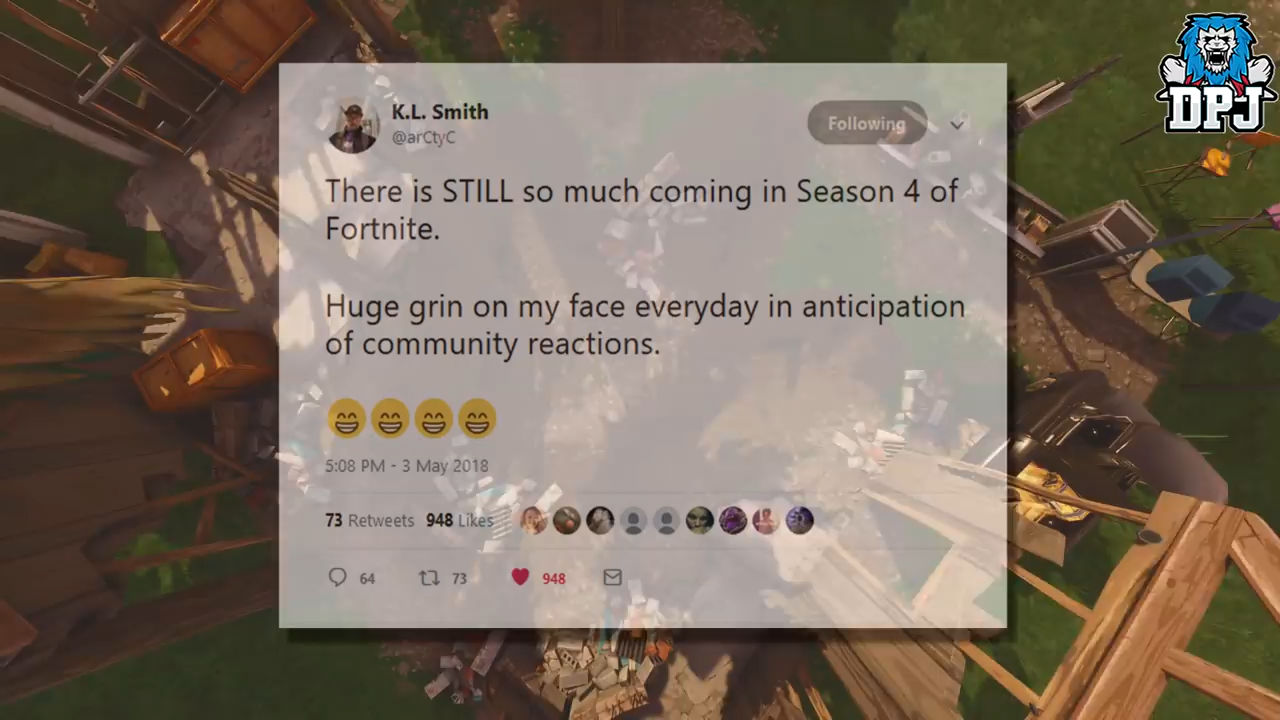 DPJ
K.L. Smith
@arCtyC
Following
There is STILL so much coming in Season 4 of
Fortnite.
Huge grin on my face everyday in anticipation
of community reactions.
😁😁😁😁
5:08 PM - 3 May 2018
73 Retweets 948 Likes
64 73 948